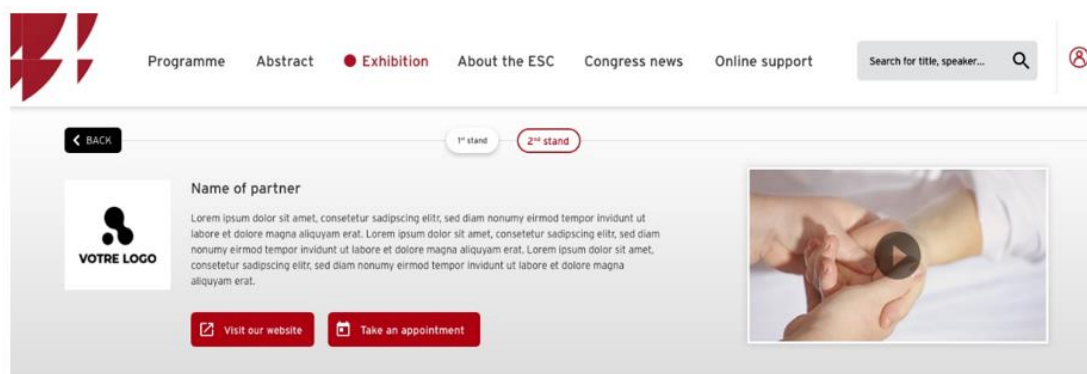 Programme
Abstract
Exhibition
About the ESC
Congress news
Online support
Search for title, speaker...
BACK
1st stand
2nd stand
Name of partner
Lorem ipsum dolor sit amet, consetetur sadipscing elitr, sed diam nonumy eirmod tempor invidunt ut
labore et dolore magna aliquyam erat. Lorem ipsum dolor sit amet, consetetur sadipscing elitr, sed diam
nonumy eirmod tempor invidunt ut labore et dolore magna aliquyam erat. Lorem ipsum dolor sit amet,
consetetur sadipscing elitr, sed diam nonumy eirmod tempor invidunt ut labore et dolore magna
aliquyam erat.
VOTRE LOGO
Visit our website
Take an appointment